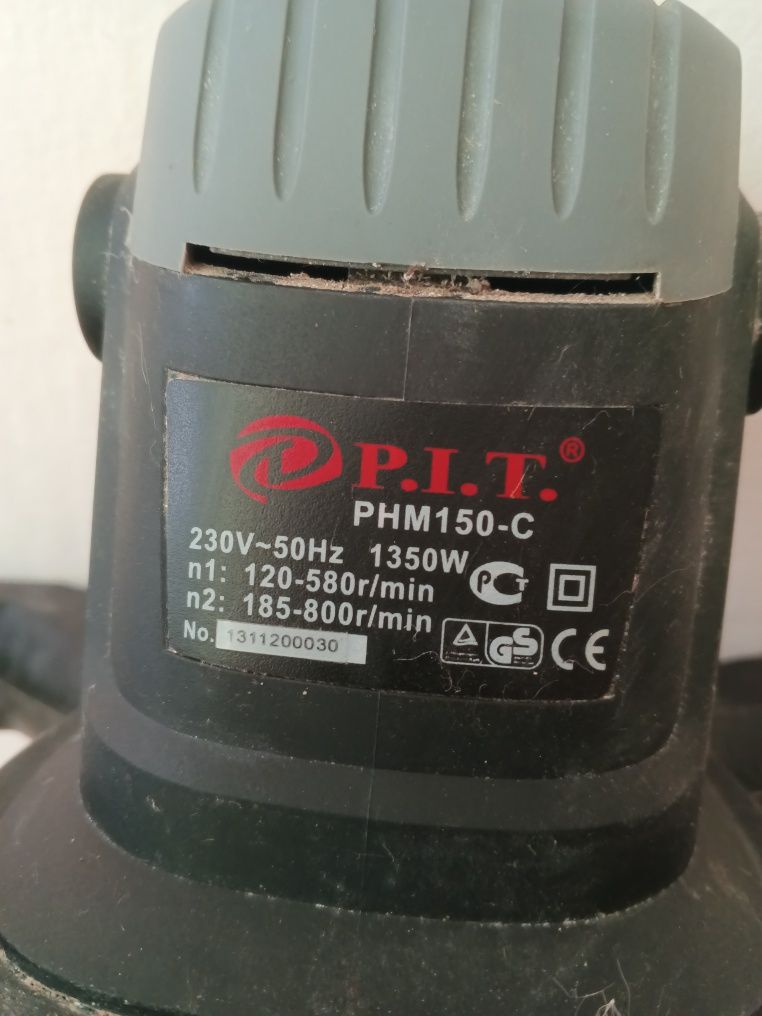 P.I.T.®
PHM150-C
230V~50Hz 1350W
n1: 120-580r/min
n2: 185-800r/min
No. 1311200030
PCT
GS
CE